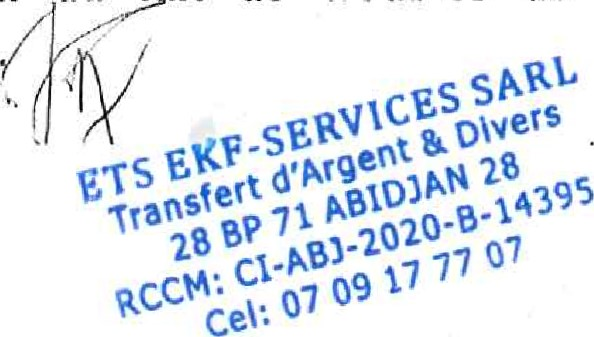 ETS EKF-SERVICES SARL
Transfert d'Argent & Divers
28 BP 71 ABIDJAN 28
RCCM: CI-ABJ-2020-B-14395
Cel: 07 09 17 77 07